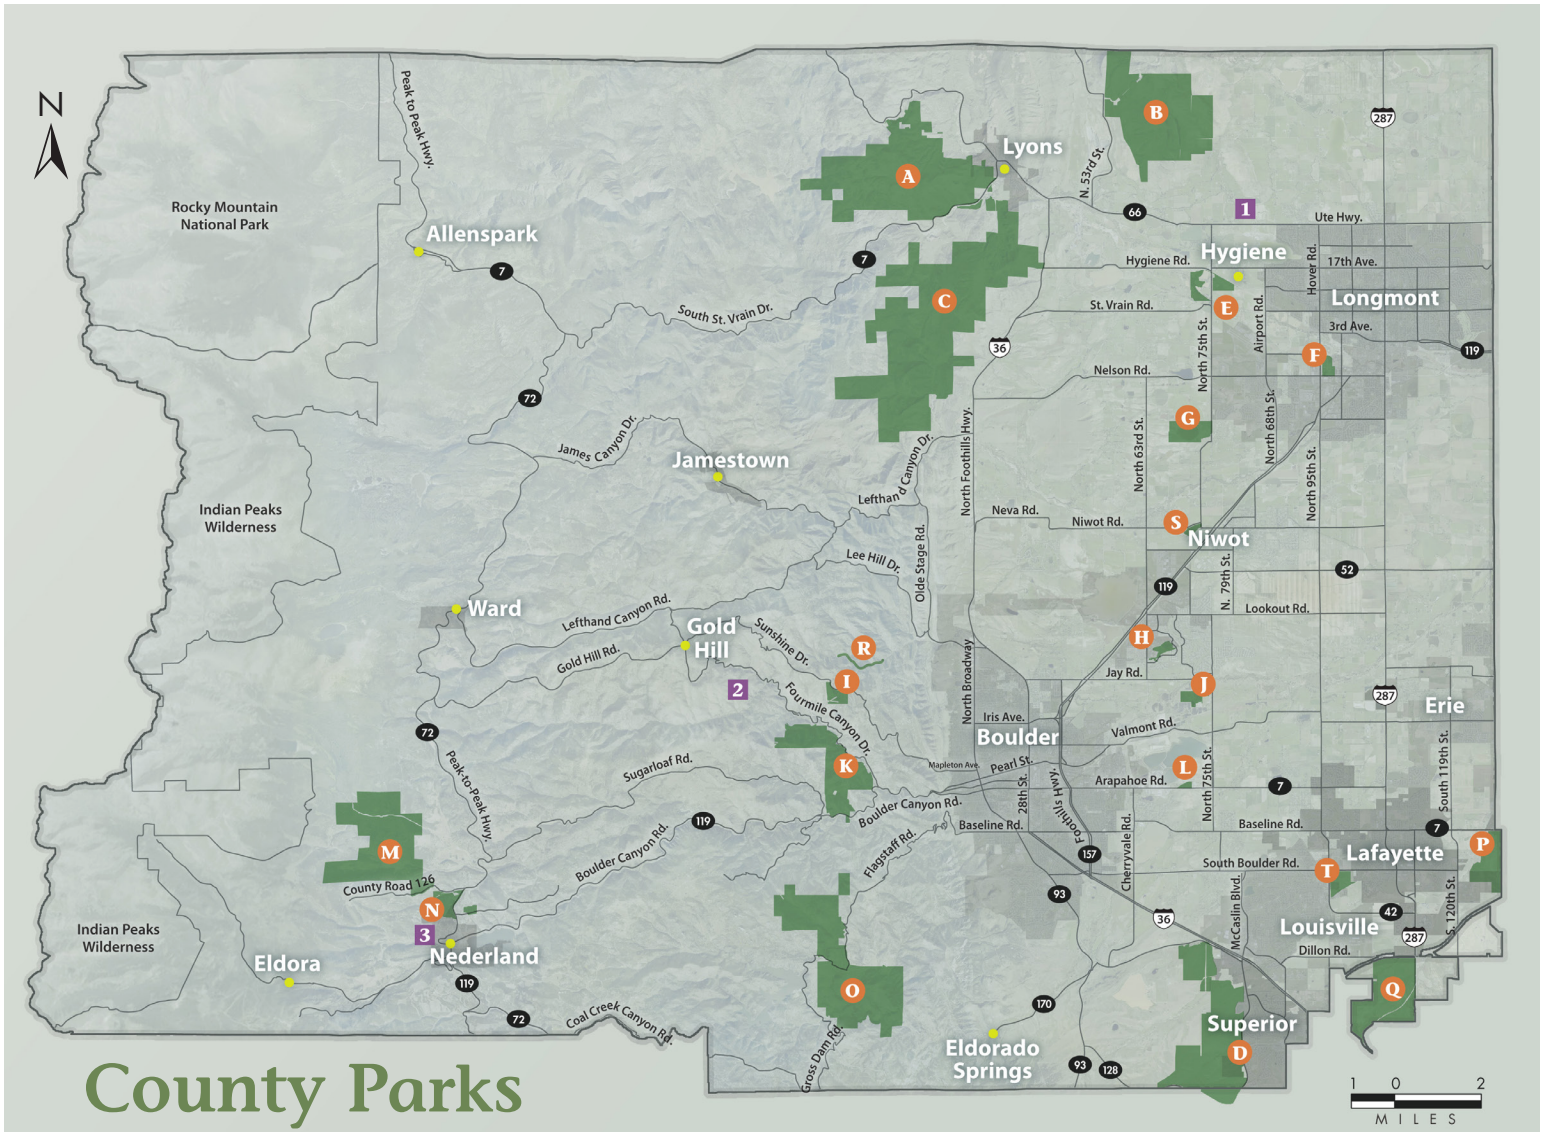 N
Peak to Peak Hwy.
Rocky Mountain
National Park
Allenspark
7
72
South St. Vrain Dr.
7
A
Lyons
B
N. 53rd St.
66
1
287
Ute Hwy.
Hygiene
Hygiene Rd.
Hover Rd.
17th Ave.
Longmont
C
St. Vrain Rd.
E
Airport Rd.
3rd Ave.
36
North 75th St.
F
119
Nelson Rd.
G
North 68th St.
James Canyon Dr.
Jamestown
Lefthand Canyon Dr.
North Foothills Hwy.
North 63rd St.
North 95th St.
Indian Peaks
Wilderness
Neva Rd.
Niwot Rd.
S
Niwot
Olde Stage Rd.
Lee Hill Dr.
119
N. 79th St.
52
Lookout Rd.
Ward
Lefthand Canyon Rd.
Gold
Hill
Gold Hill Rd.
Sunshine Dr.
R
I
2
Fourmile Canyon Dr.
H
Jay Rd.
J
North Broadway
287
Erie
Iris Ave.
Boulder
Valmont Rd.
72
Peak-to-Peak Hwy.
Sugarloaf Rd.
K
Mapleton Ave.
Pearl St.
28th St.
Foothills Hwy.
Arapahoe Rd.
L
North 75th St.
7
South 119th St.
Boulder Canyon Rd.
Baseline Rd.
Baseline Rd.
7
119
Boulder Canyon Rd.
Flagstaff Rd.
157
Cherryvale Rd.
South Boulder Rd.
T
Lafayette
P
M
County Road 126
N
3
Nederland
93
36
McCaslin Blvd.
42
S. 120th St.
Louisville
287
Dillon Rd.
Indian Peaks
Wilderness
Eldora
119
72
Coal Creek Canyon Rd.
O
Gross Dam Rd.
170
Eldorado
Springs
93
128
Superior
D
Q
County Parks
1 0 2
MILES